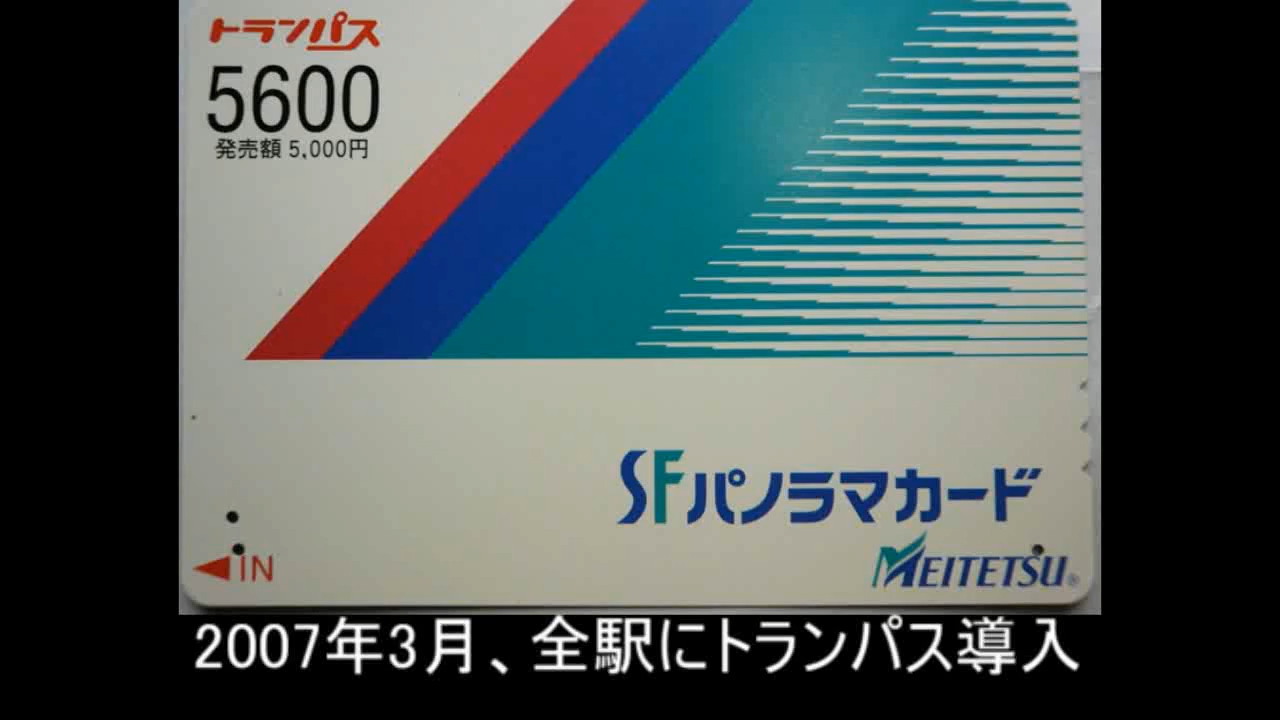 トランパス
5600
発売額 5,000円
SFパノラマカード
◀IN
MEITETSU®
2007年3月、全駅にトランパス導入